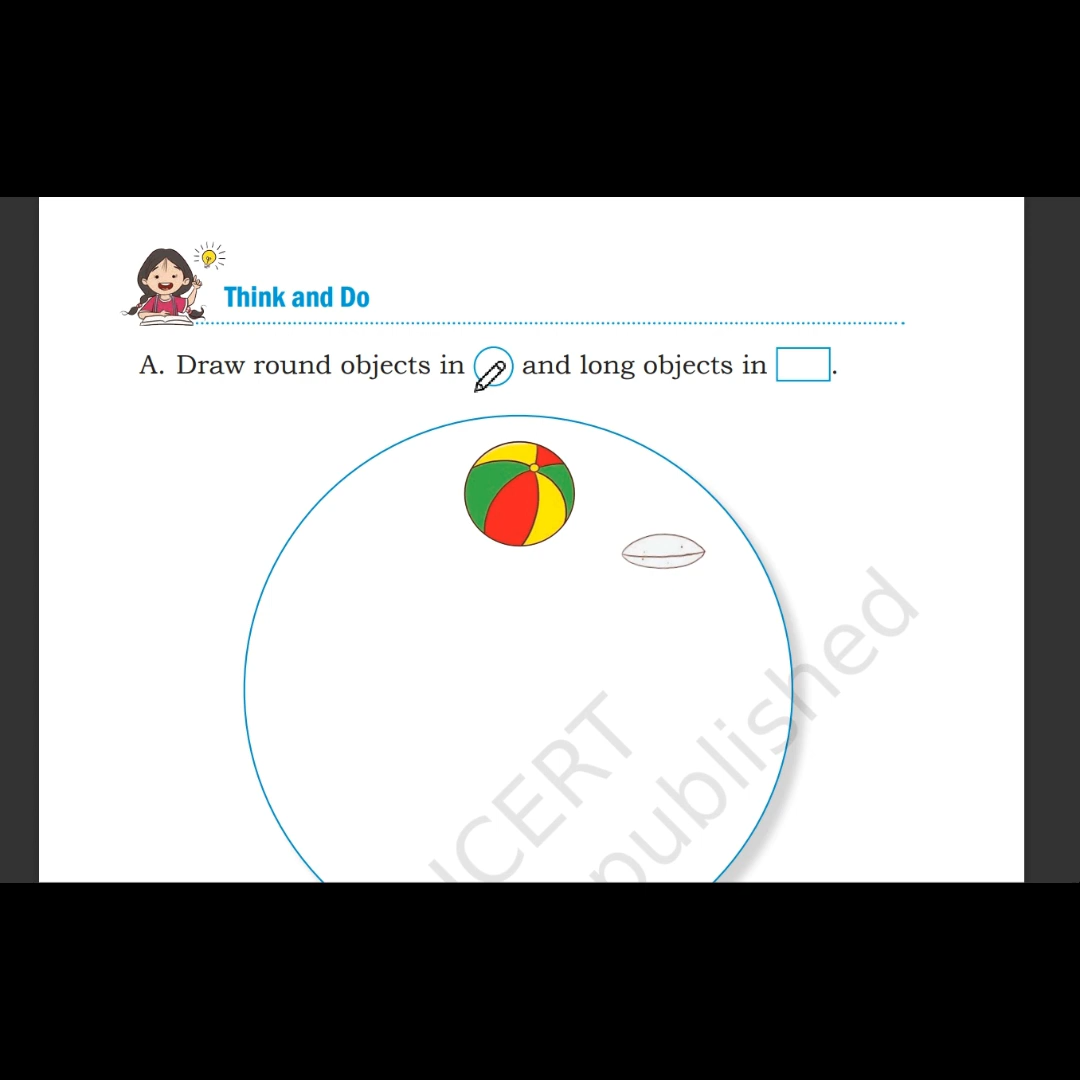 Think and Do
A. Draw round objects in and long objects in .
CERT
published